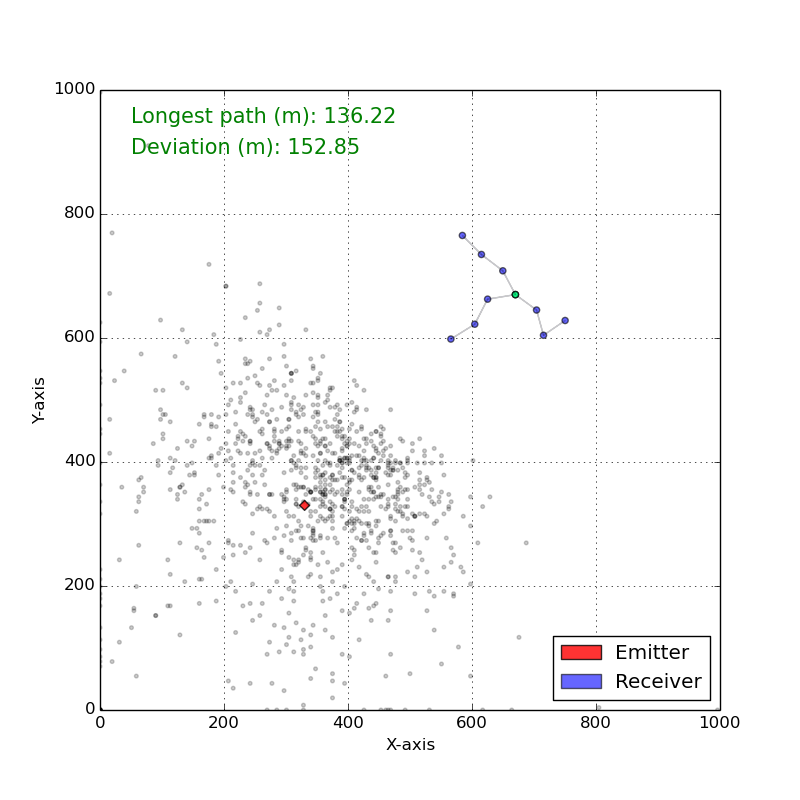 Longest path (m): 136.22
Deviation (m): 152.85
1000
800
600
400
200
0
Y-axis
0 200 400 600 800 1000
X-axis
Emitter
Receiver